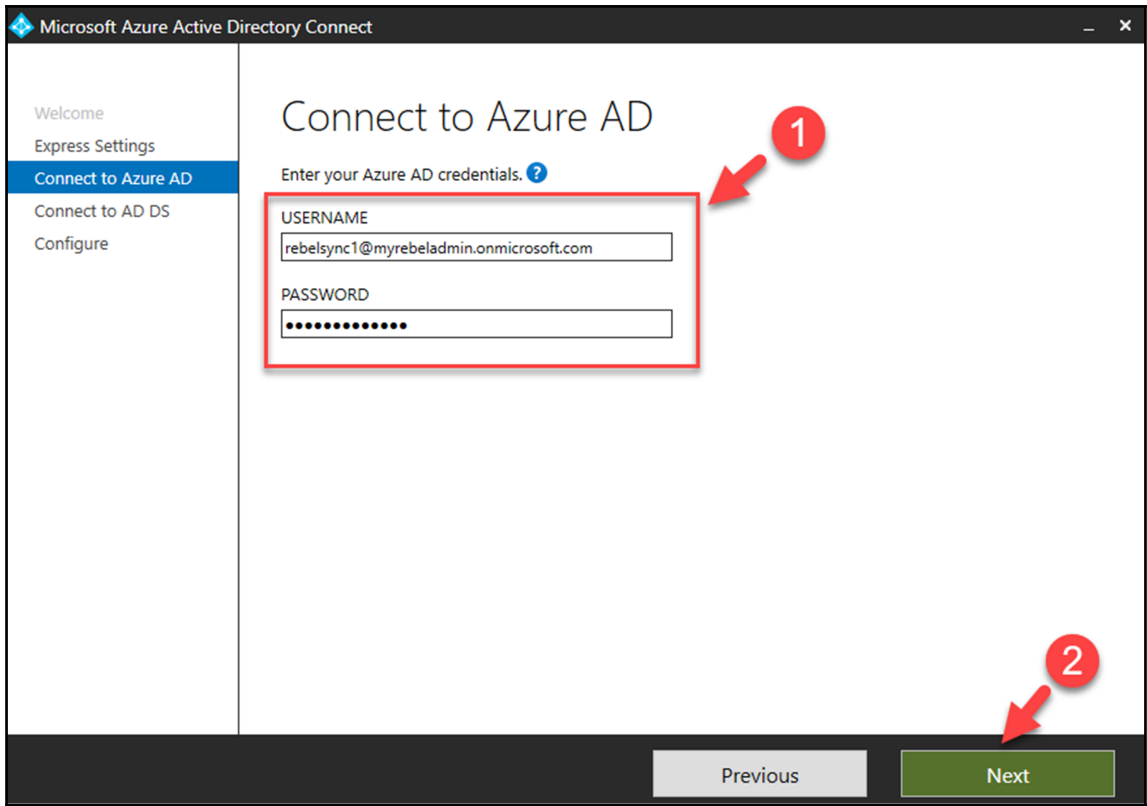 Microsoft Azure Active Directory Connect
Welcome
Express Settings
Connect to Azure AD
Connect to AD DS
Configure
Connect to Azure AD
Enter your Azure AD credentials. ?
USERNAME
rebelsync1@myrebeladmin.onmicrosoft.com
PASSWORD
•••••••••••••
1
2
Previous
Next